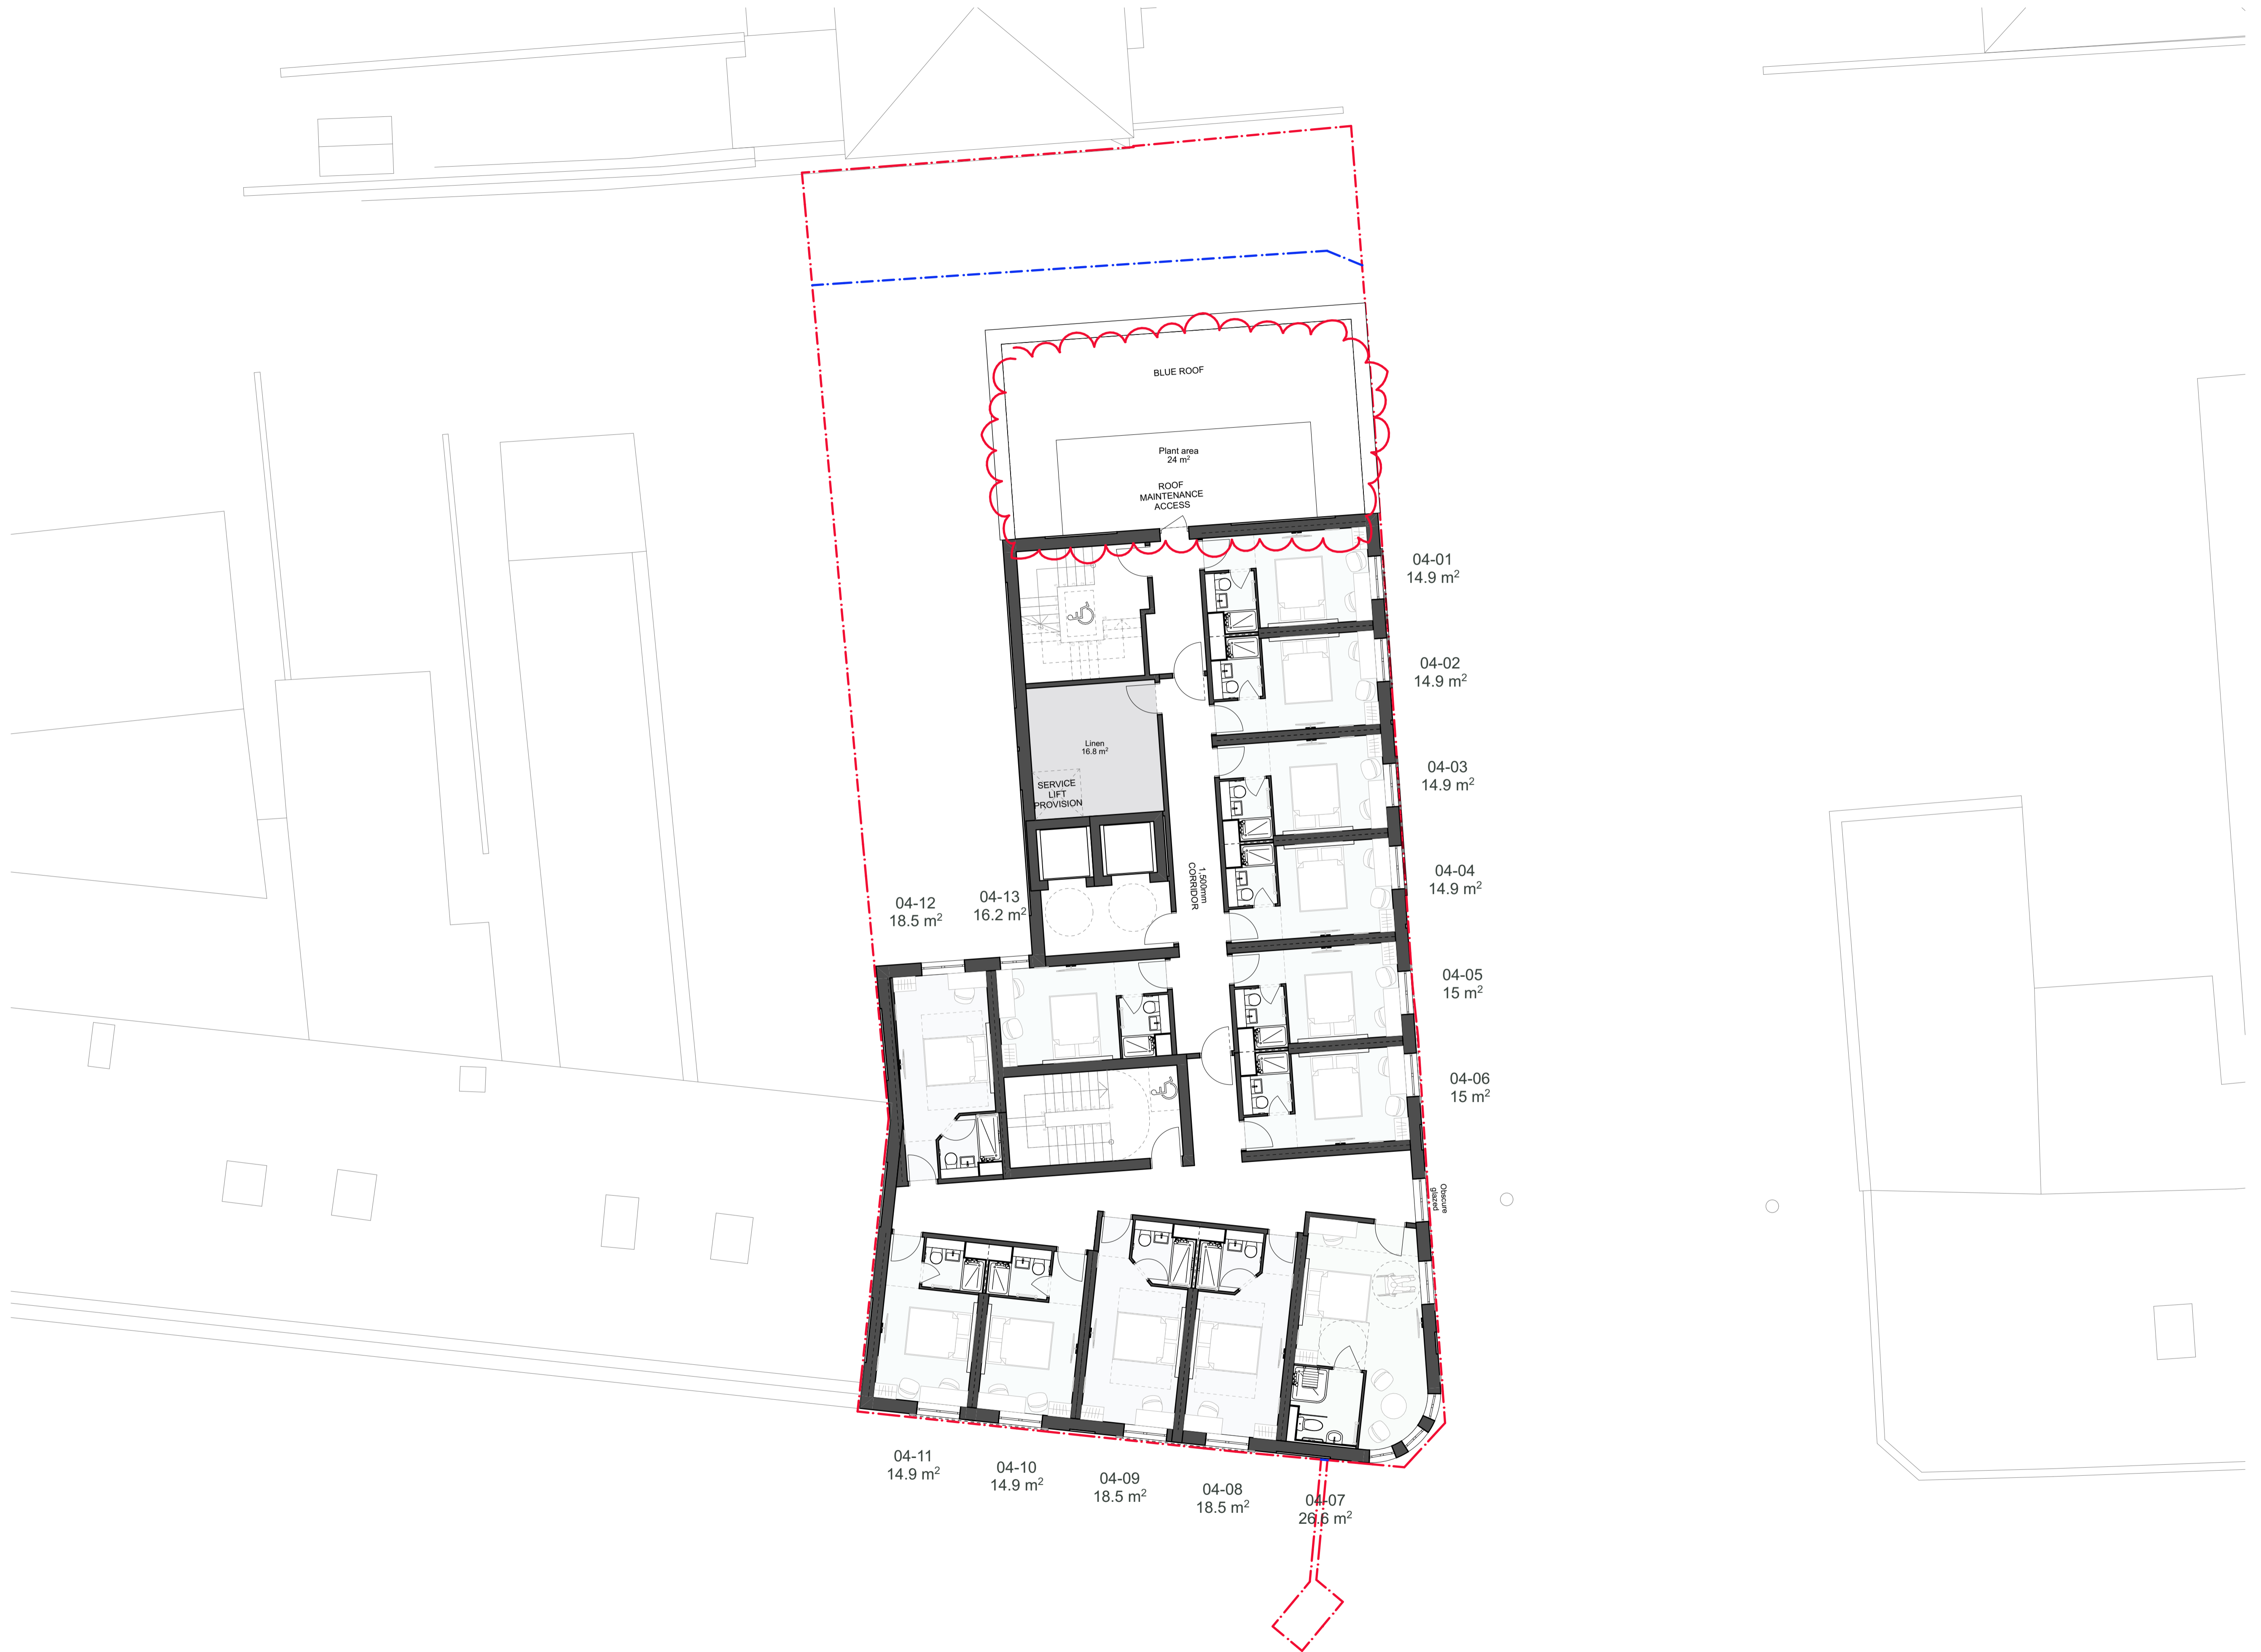 BLUE ROOF
Plant area
24 m²
ROOF
MAINTENANCE
ACCESS
04-01
14.9 m²
04-02
14.9 m²
Linen
16.8 m²
SERVICE
LIFT
PROVISION
04-03
14.9 m²
1,500mm
CORRIDOR
04-04
14.9 m²
04-12
18.5 m²
04-13
16.2 m²
04-05
15 m²
04-06
15 m²
Obscure
glazed
04-11
14.9 m²
04-10
14.9 m²
04-09
18.5 m²
04-08
18.5 m²
04-07
26.6 m²